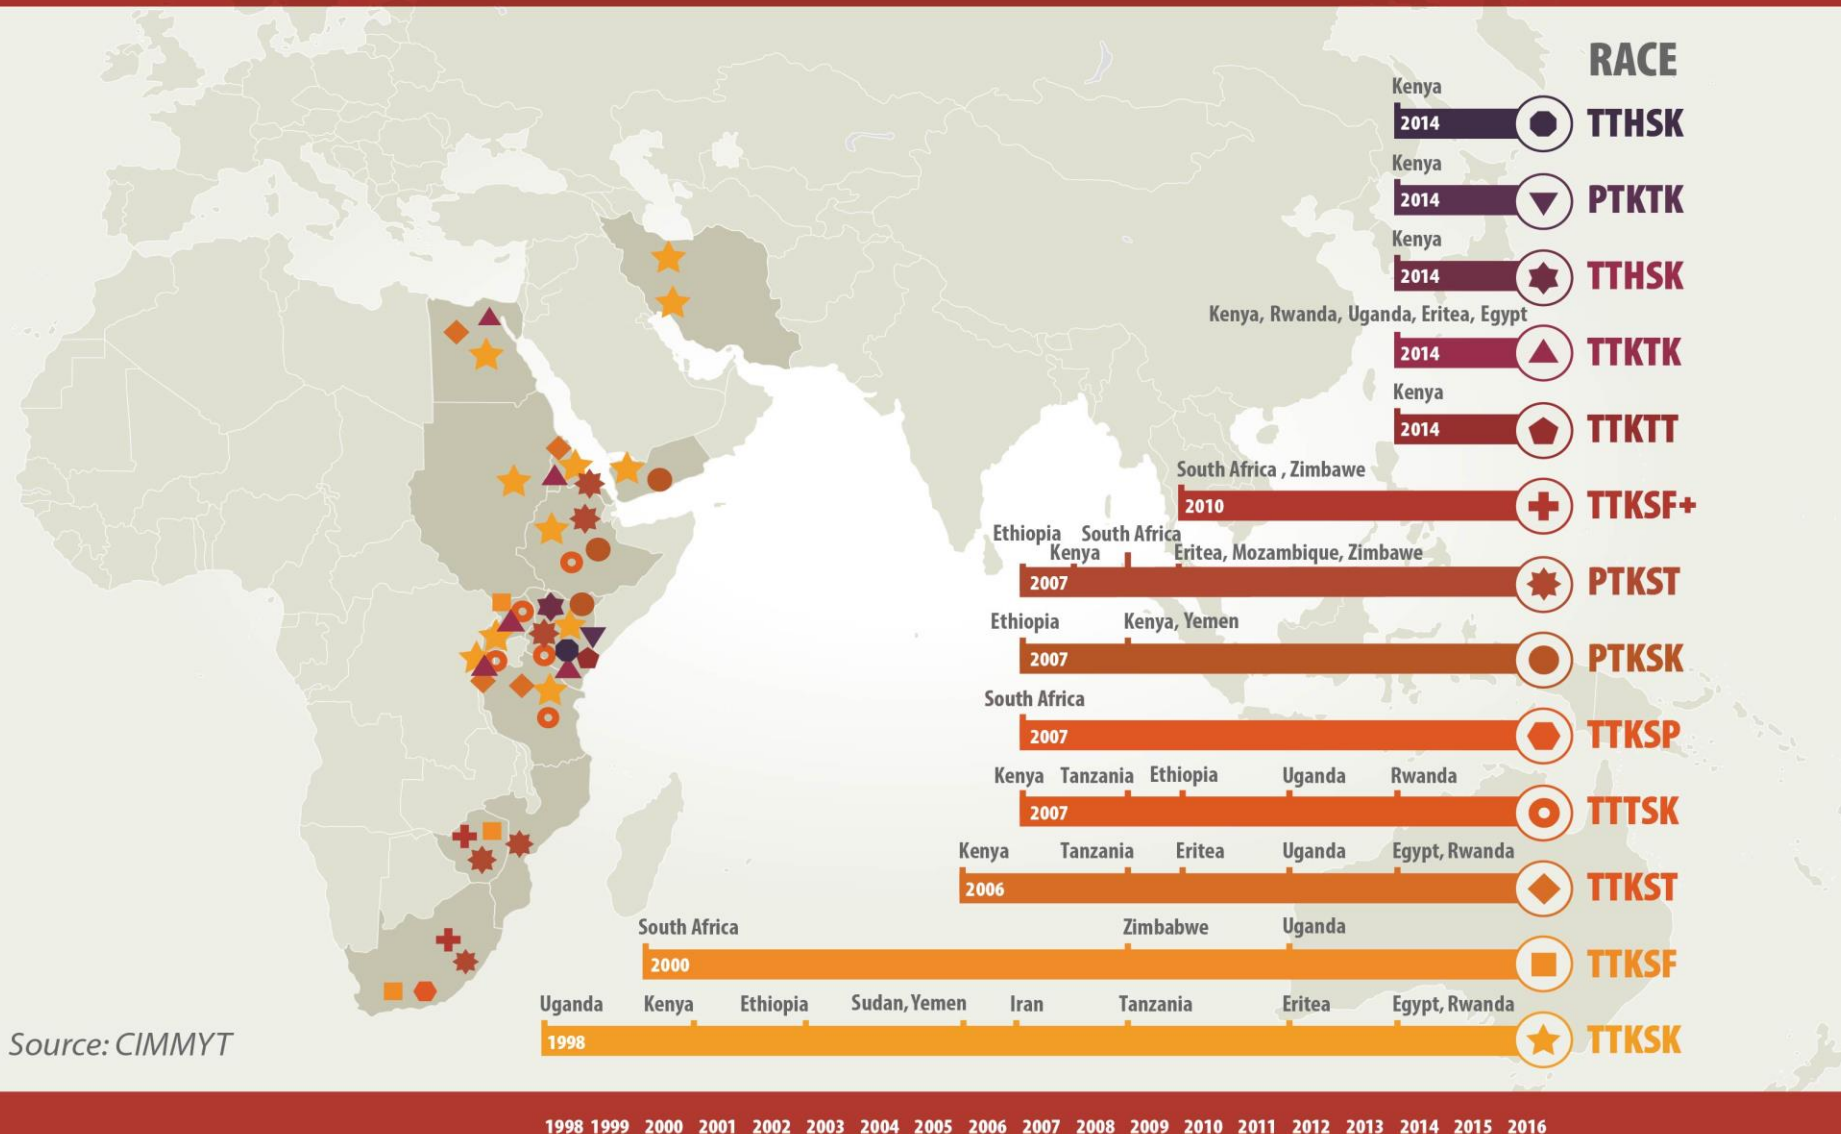 RACE
Kenya
2014 TTHSK
Kenya
2014 PTKTK
Kenya
2014 TTHSK
Kenya, Rwanda, Uganda, Eritea, Egypt
2014 TTKTK
Kenya
2014 TTKTT
South Africa , Zimbawe
2010 TTKSF+
Ethiopia South Africa
Kenya Eritea, Mozambique, Zimbawe
2007 PTKST
Ethiopia Kenya, Yemen
2007 PTKSK
South Africa
2007 TTKSP
Kenya Tanzania Ethiopia Uganda Rwanda
2007 TTTSK
Kenya Tanzania Eritea Uganda Egypt, Rwanda
2006 TTKST
South Africa Zimbabwe Uganda
2000 TTKSF
Uganda Kenya Ethiopia Sudan, Yemen Iran Tanzania Eritea Egypt, Rwanda
1998 TTKSK
Source: CIMMYT
1998 1999 2000 2001 2002 2003 2004 2005 2006 2007 2008 2009 2010 2011 2012 2013 2014 2015 2016